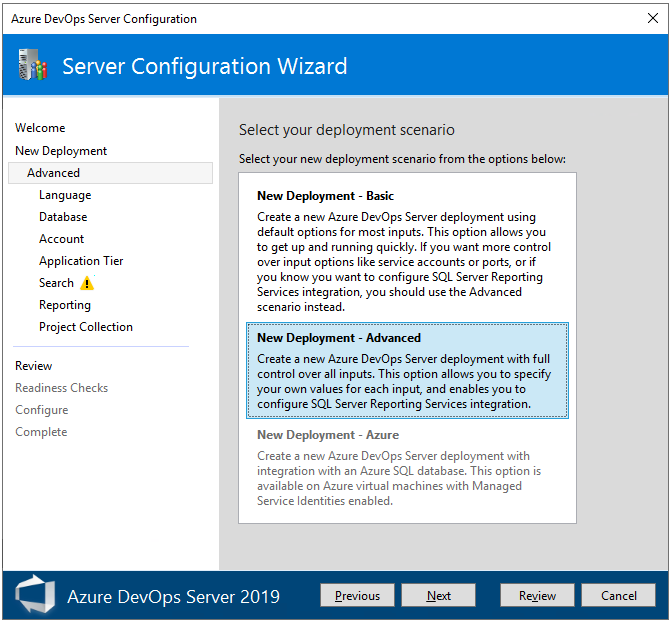 Azure DevOps Server Configuration
Server Configuration Wizard
Welcome
New Deployment
Advanced
Language
Database
Account
Application Tier
Search
Reporting
Project Collection
Review
Readiness Checks
Configure
Complete
Select your deployment scenario
Select your new deployment scenario from the options below:
New Deployment - Basic
Create a new Azure DevOps Server deployment using
default options for most inputs. This option allows you
to get up and running quickly. If you want more control
over input options like service accounts or ports, or if
you know you want to configure SQL Server Reporting
Services integration, you should use the Advanced
scenario instead.
New Deployment - Advanced
Create a new Azure DevOps Server deployment with full
control over all inputs. This option allows you to specify
your own values for each input, and enables you to
configure SQL Server Reporting Services integration.
New Deployment - Azure
Create a new Azure DevOps Server deployment with
integration with an Azure SQL database. This option is
available on Azure virtual machines with Managed
Service Identities enabled.
Azure DevOps Server 2019
Previous
Next
Review
Cancel